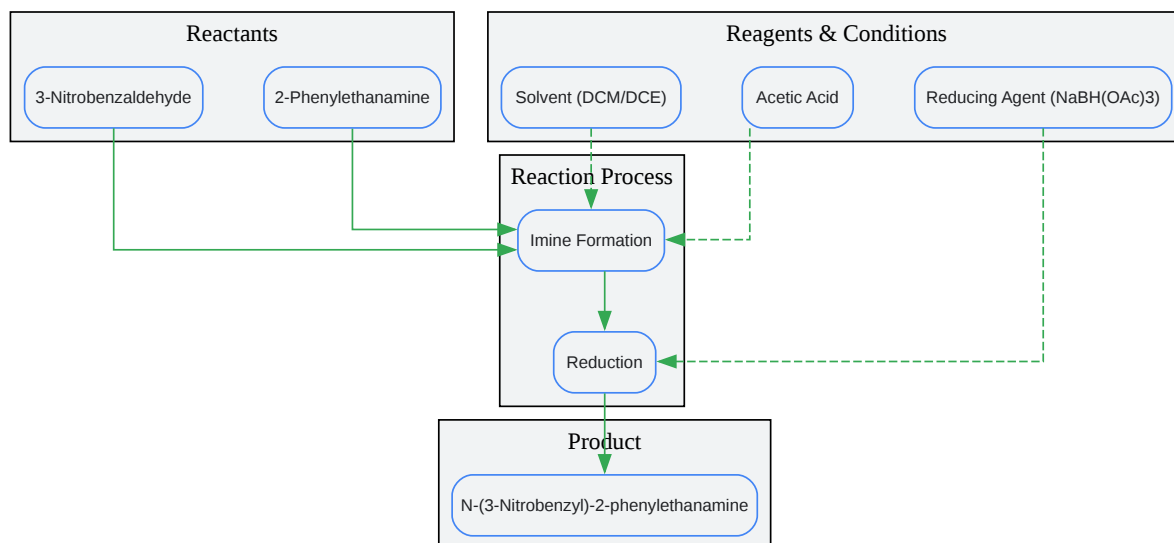 Reactants
Reagents & Conditions
3-Nitrobenzaldehyde
2-Phenylethanamine
Solvent (DCM/DCE)
Acetic Acid
Reducing Agent (NaBH(OAc)3)
Reaction Process
Imine Formation
Reduction
Product
N-(3-Nitrobenzyl)-2-phenylethanamine